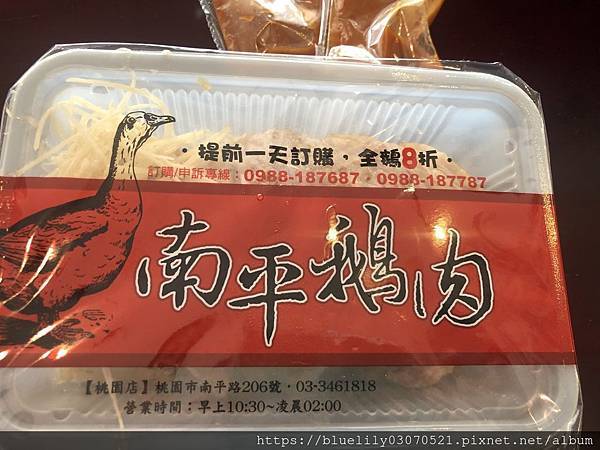 ·提前一天訂購，全鵝8折·
訂購/申訴專線：0988-187687·0988-187787
南平鵝肉
【桃園店】桃園市南平路206號·03-3461818
營業時間：早上10:30~凌晨02:00
https://bluelily03070521.pixnet.net/album